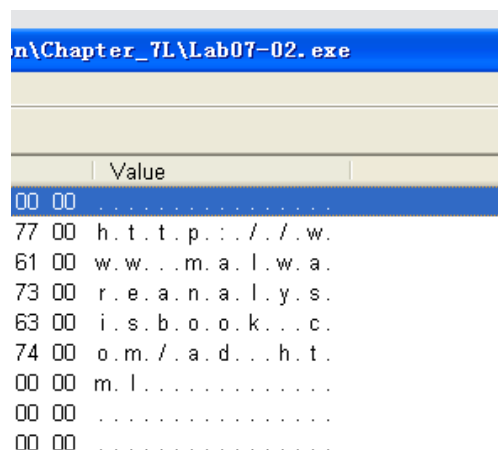 n\Chapter_7L\Lab07-02.exe
Value
00 00 ................
77 00 h.t.t.p.:././.w.
61 00 w.w...m.a.l.w.a.
73 00 r.e.a.n.a.l.y.s.
63 00 i.s.b.o.o.k...c.
74 00 o.m./.a.d...h.t.
00 00 m.l.............
00 00 ................
00 00 ................